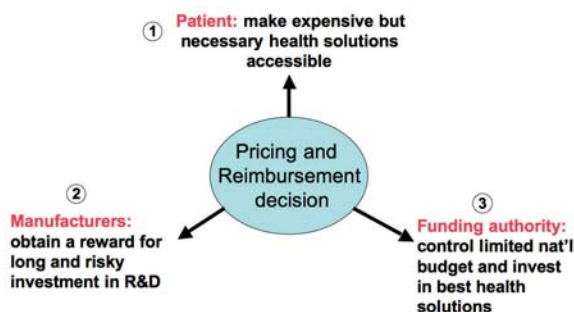 ①
Patient: make expensive but
necessary health solutions
accessible
Pricing and
Reimbursement
decision
②
Manufacturers:
obtain a reward for
long and risky
investment in R&D
③
Funding authority:
control limited nat'l
budget and invest
in best health
solutions